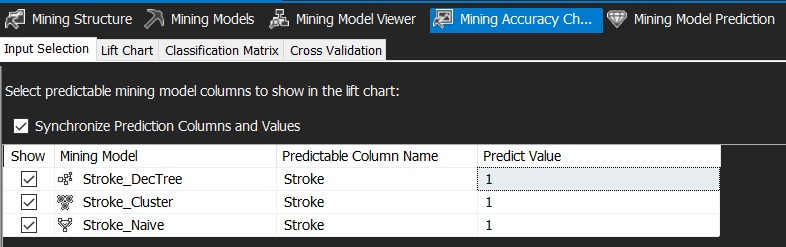 Mining Structure Mining Models Mining Model Viewer Mining Accuracy Ch... Mining Model Prediction
Input Selection Lift Chart Classification Matrix Cross Validation
Select predictable mining model columns to show in the lift chart:
Synchronize Prediction Columns and Values
Show Mining Model Predictable Column Name Predict Value
Stroke_DecTree Stroke 1
Stroke_Cluster Stroke 1
Stroke_Naive Stroke 1